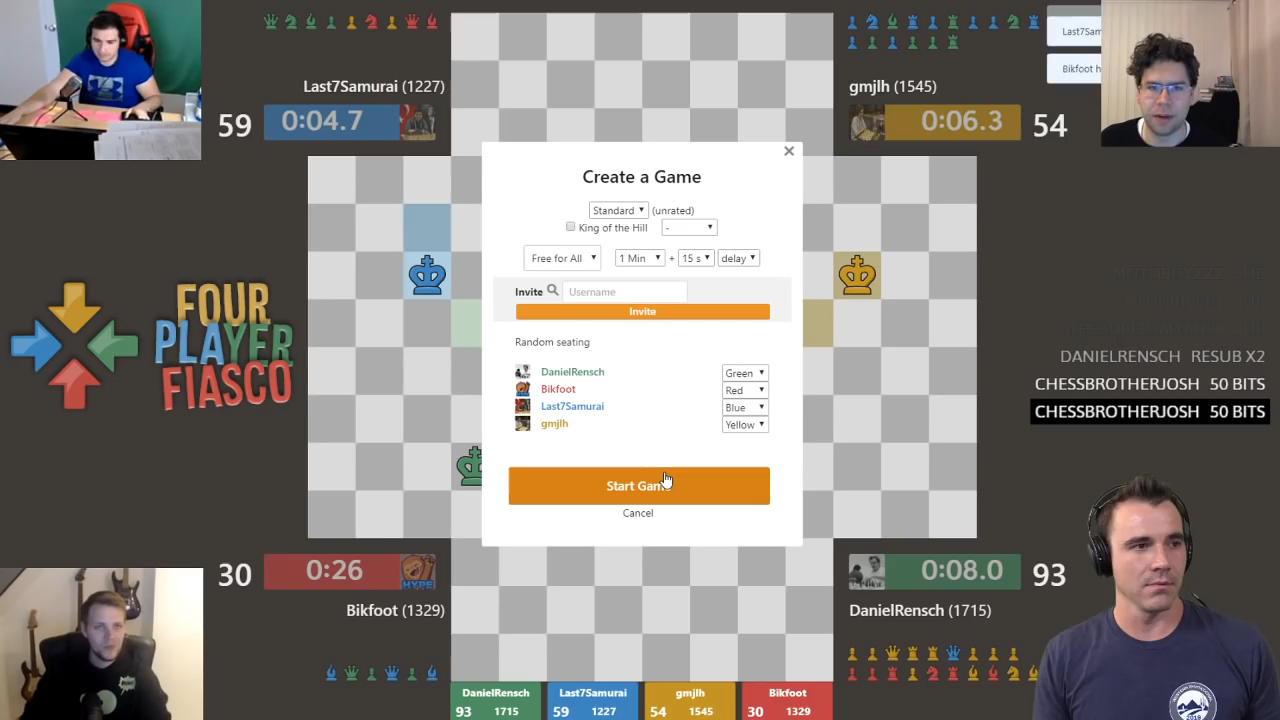 Last7Samurai (1227)
59
0:04.7
gmjlh (1545)
0:06.3
54
Last7Samu
Bikfoot h
Create a Game
×
Standard (unrated)
King of the Hill
-
Free for All
1 Min + 15 s delay
Invite
Username
Invite
Random seating
DanielRensch Green
Bikfoot Red
Last7Samurai Blue
gmjlh Yellow
Start Game
Cancel
FOUR
PLAYER
FIASCO
DANIELRENSCH RESUB X2
CHESSBROTHERJOSH 50 BITS
CHESSBROTHERJOSH 50 BITS
30
0:26
HYPE
Bikfoot (1329)
0:08.0
93
DanielRensch (1715)
DanielRensch
93 1715
Last7Samurai
59 1227
gmjlh
54 1545
Bikfoot
30 1329
2018